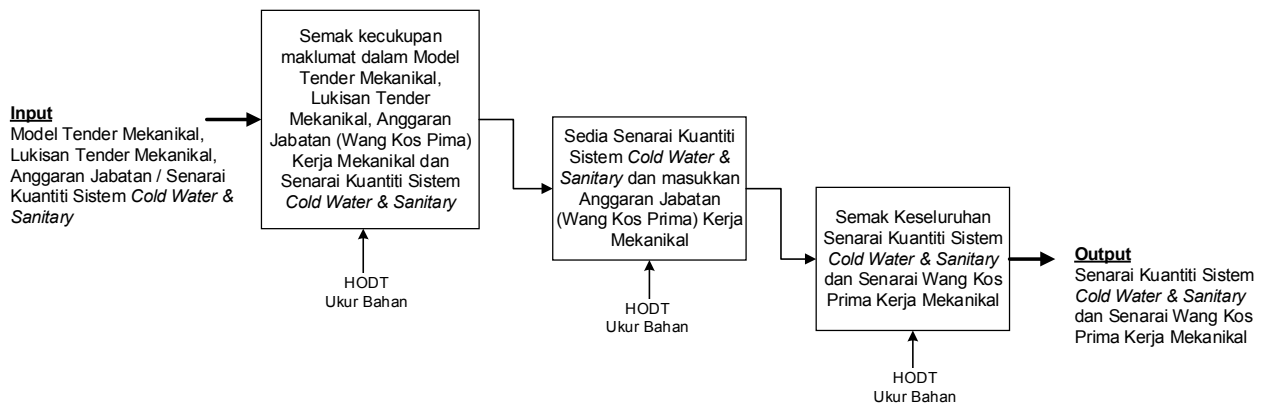 Input
Model Tender Mekanikal,
Lukisan Tender Mekanikal,
Anggaran Jabatan / Senarai
Kuantiti Sistem Cold Water &
Sanitary
Semak kecukupan
maklumat dalam Model
Tender Mekanikal,
Lukisan Tender
Mekanikal, Anggaran
Jabatan (Wang Kos Pima)
Kerja Mekanikal dan
Senarai Kuantiti Sistem
Cold Water & Sanitary
HODT
Ukur Bahan
Sedia Senarai Kuantiti
Sistem Cold Water &
Sanitary dan masukkan
Anggaran Jabatan
(Wang Kos Prima) Kerja
Mekanikal
HODT
Ukur Bahan
Semak Keseluruhan
Senarai Kuantiti Sistem
Cold Water & Sanitary
dan Senarai Wang Kos
Prima Kerja Mekanikal
HODT
Ukur Bahan
Output
Senarai Kuantiti Sistem
Cold Water & Sanitary
dan Senarai Wang Kos
Prima Kerja Mekanikal